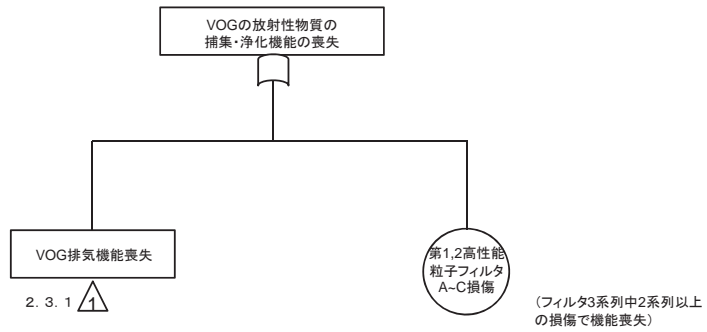 VOGの放射性物質の
捕集・浄化機能の喪失
VOG排気機能喪失
2．3．1 1
第1,2高性能
粒子フィルタ
A~C損傷
（フィルタ3系列中2系列以上
の損傷で機能喪失）